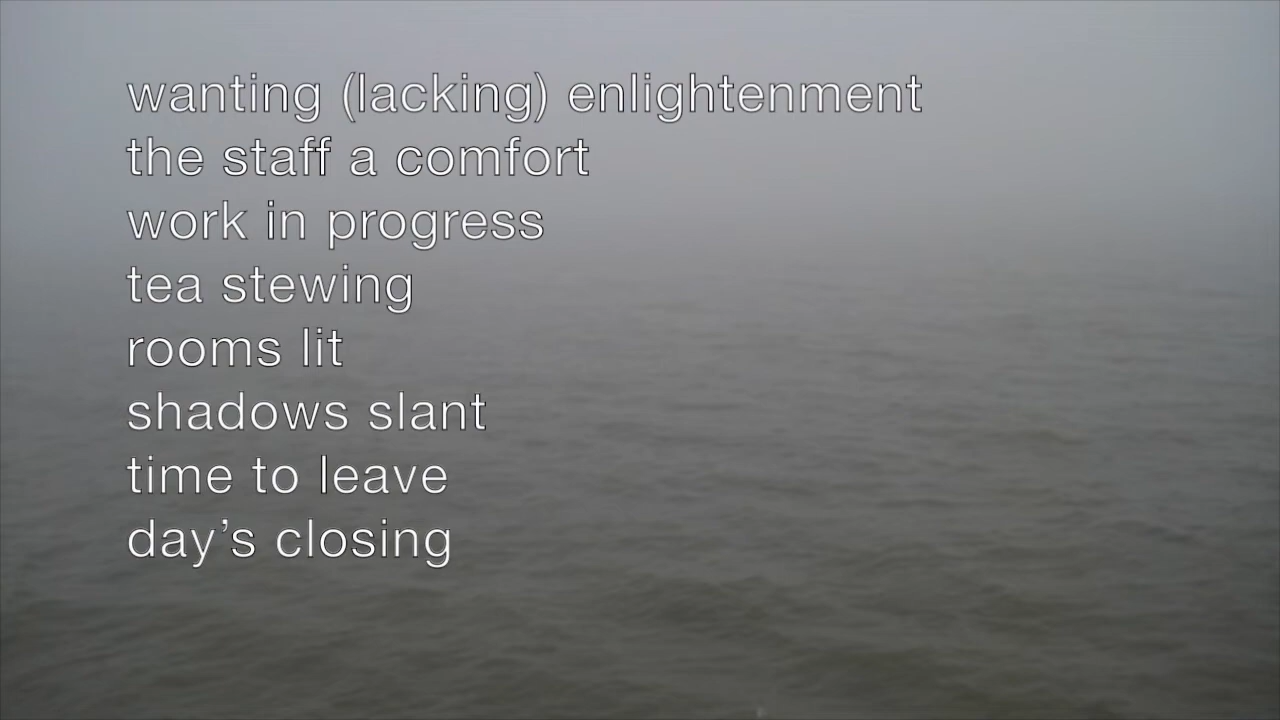 wanting (lacking) enlightenment
the staff a comfort
work in progress
tea stewing
rooms lit
shadows slant
time to leave
day’s closing